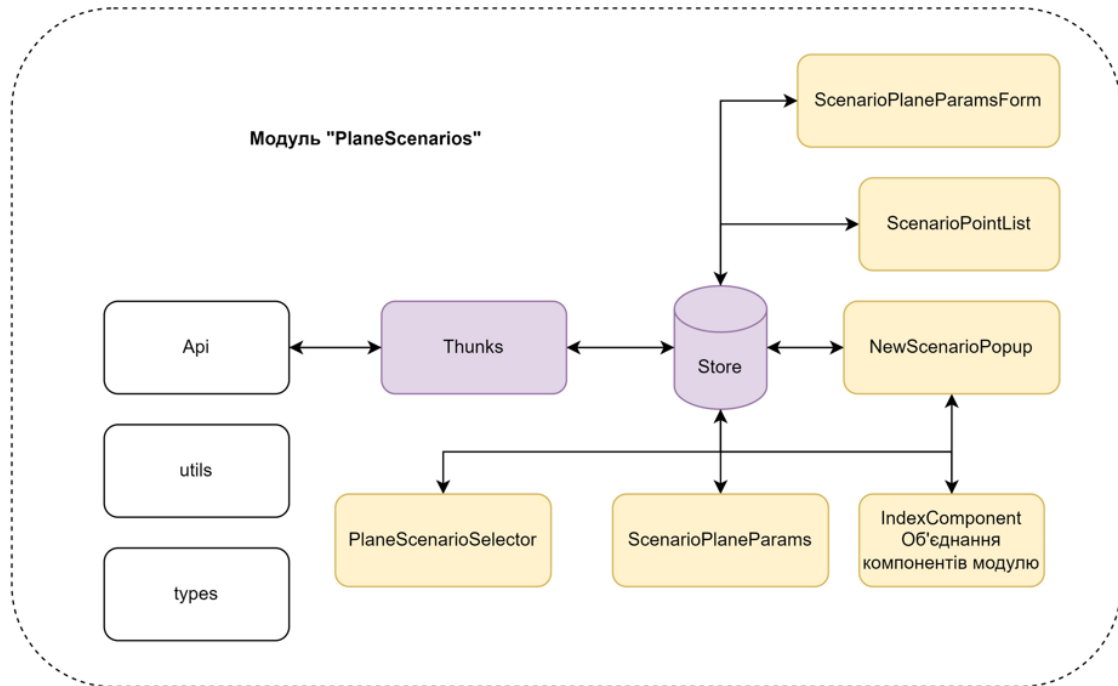 ScenarioPlaneParamsForm
Модуль "PlaneScenarios"
ScenarioPointList
Api
Thunks
Store
NewScenarioPopup
utils
PlaneScenarioSelector
ScenarioPlaneParams
IndexComponent
Об'єднання
компонентів модулю
types